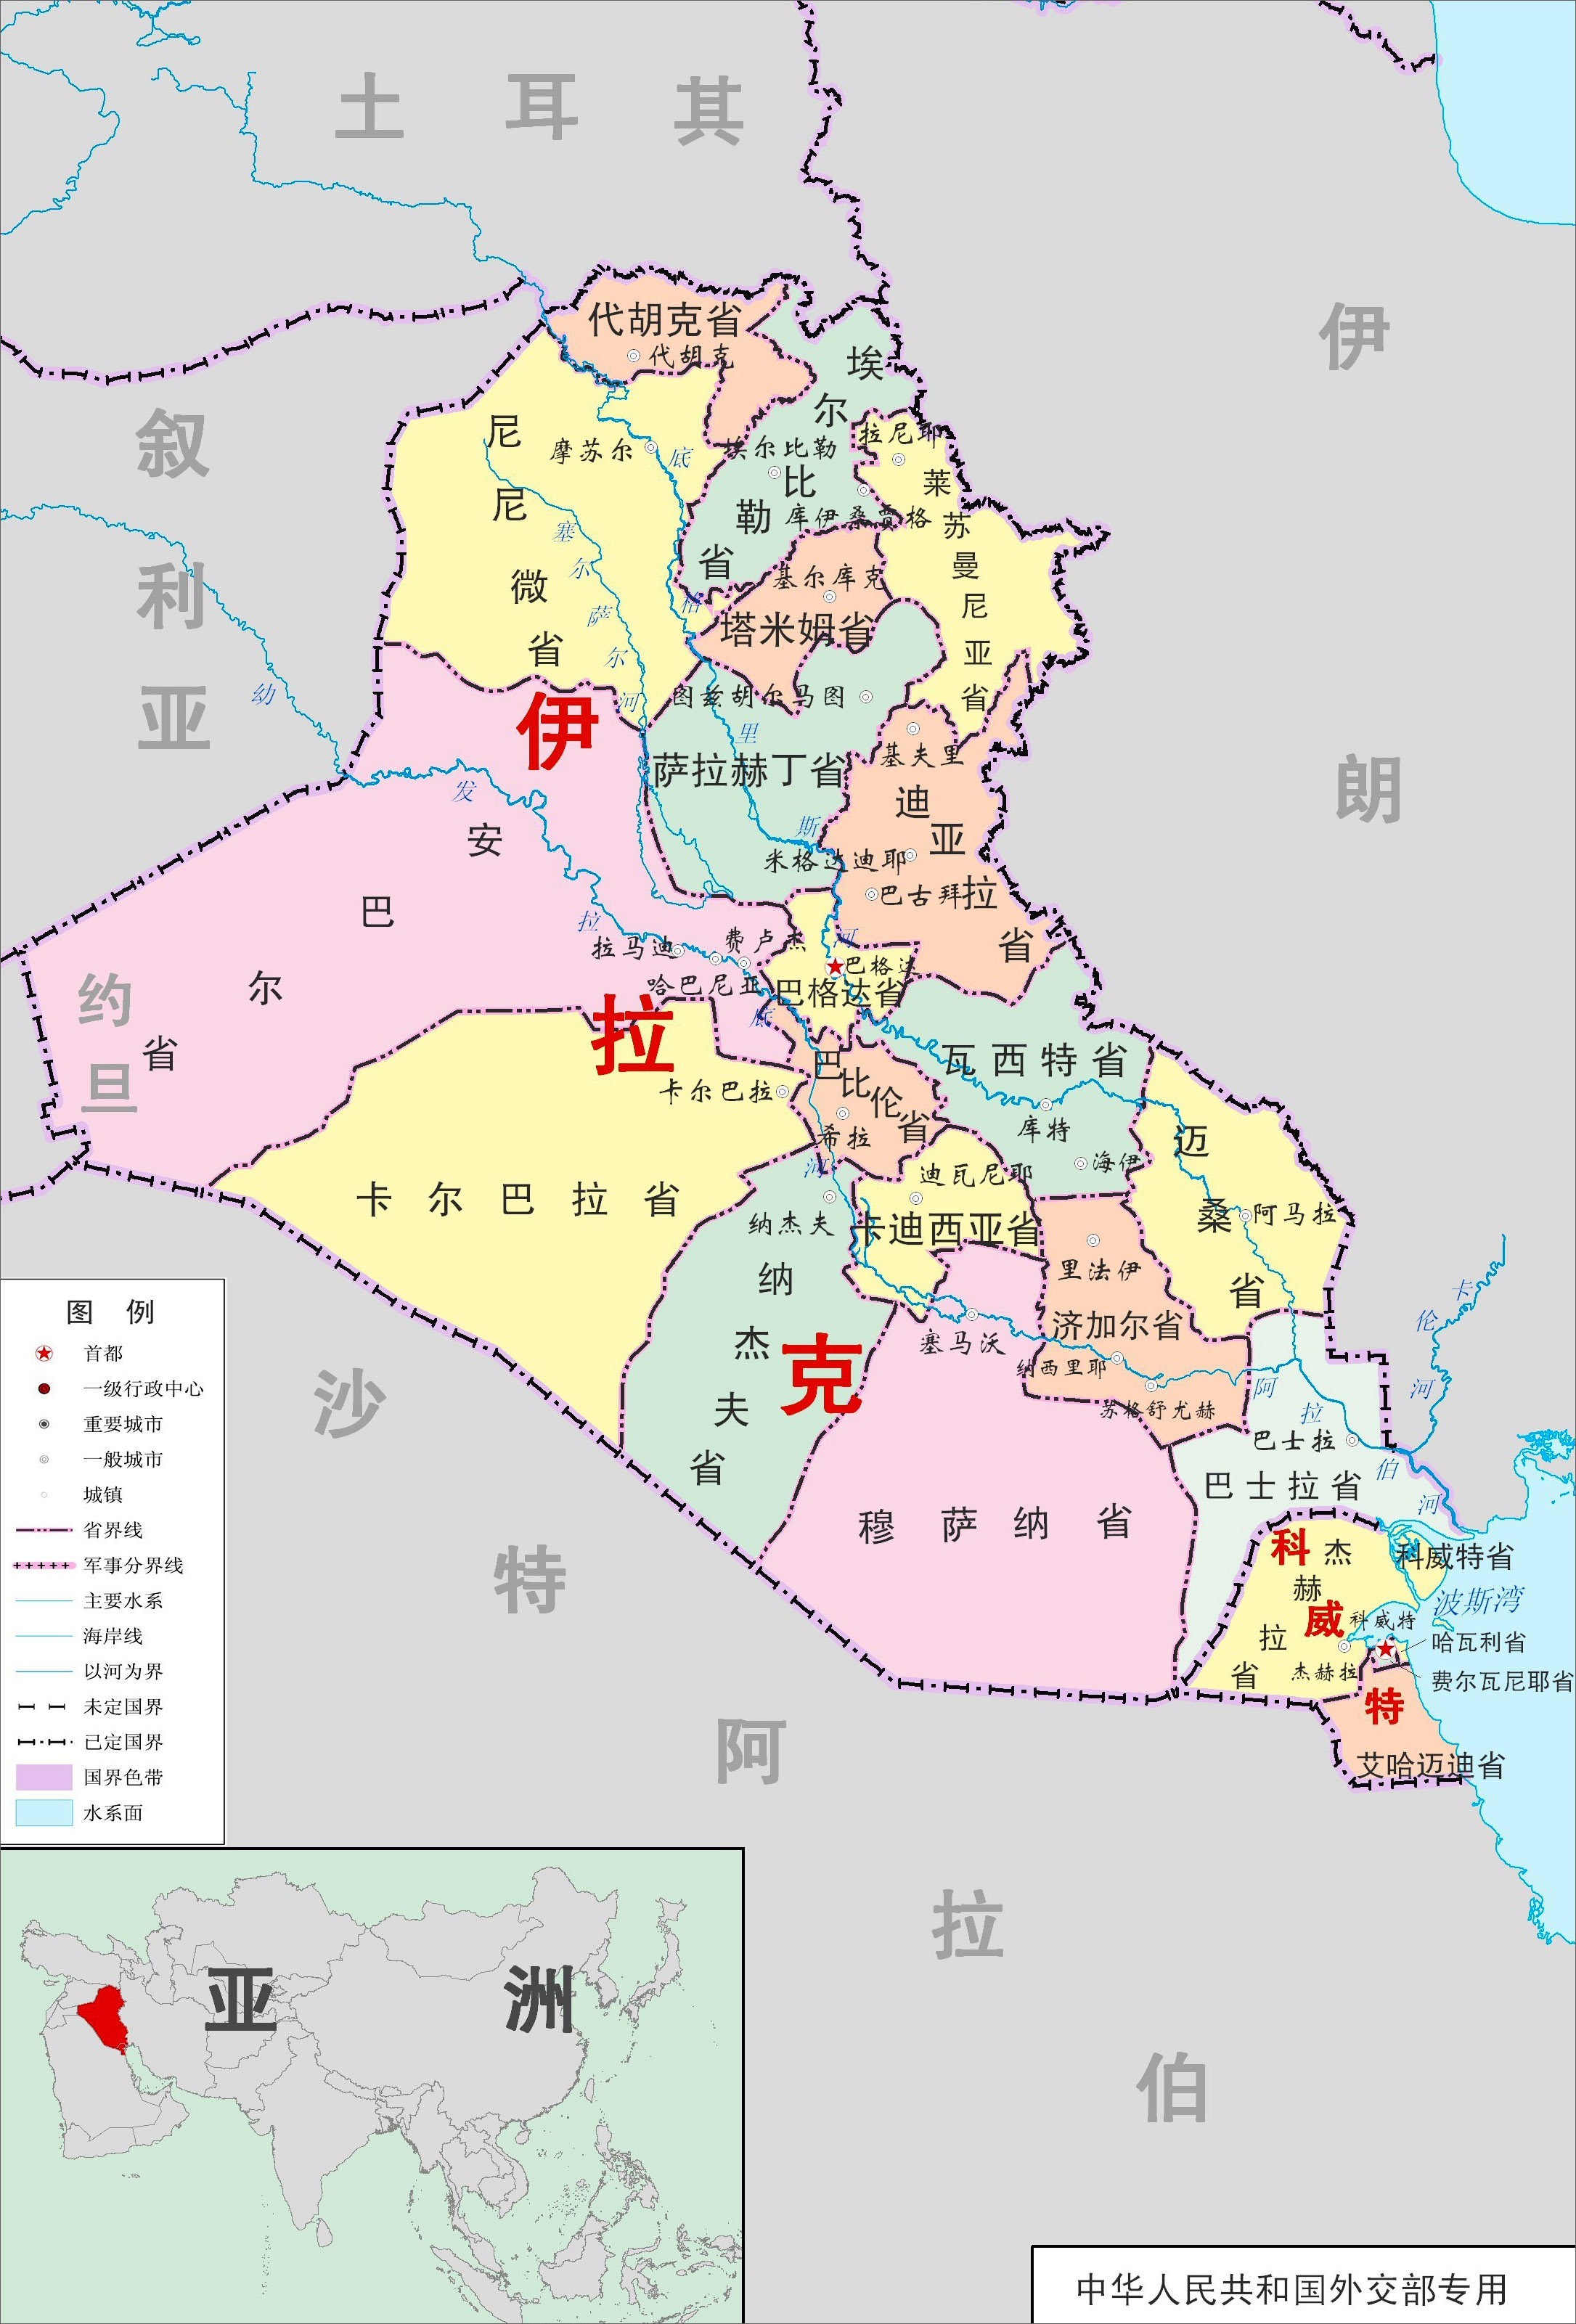 土耳其
伊朗
叙利亚
约旦
沙特阿拉伯
伊拉克
科威特
代胡克省
代胡克
埃尔比勒省
埃尔比勒
拉尼耶
库伊桑贾格
尼尼微省
摩苏尔
底格里斯河
塞尔萨尔河
莱苏曼尼亚省
基尔库克
塔米姆省
图兹胡尔马图
萨拉赫丁省
基夫里
迪亚拉省
米格达迪耶
巴古拜
幼发拉底河
安巴尔省
拉马迪
费卢杰
哈巴尼亚
巴格达
巴格达省
瓦西特省
库特
海伊
卡尔巴拉
卡尔巴拉省
巴比伦省
希拉
迪瓦尼耶
卡迪西亚省
迈桑省
阿马拉
纳杰夫
纳杰夫省
里法伊
济加尔省
纳西里耶
苏格舒尤赫
塞马沃
穆萨纳省
卡伦河
阿拉伯河
巴士拉
巴士拉省
杰赫拉省
科威特省
波斯湾
科威特
哈瓦利省
杰赫拉
费尔瓦尼耶省
艾哈迈迪省
图 例
首都
一级行政中心
重要城市
一般城市
城镇
省界线
军事分界线
主要水系
海岸线
以河为界
未定国界
已定国界
国界色带
水系面
亚洲
中华人民共和国外交部专用